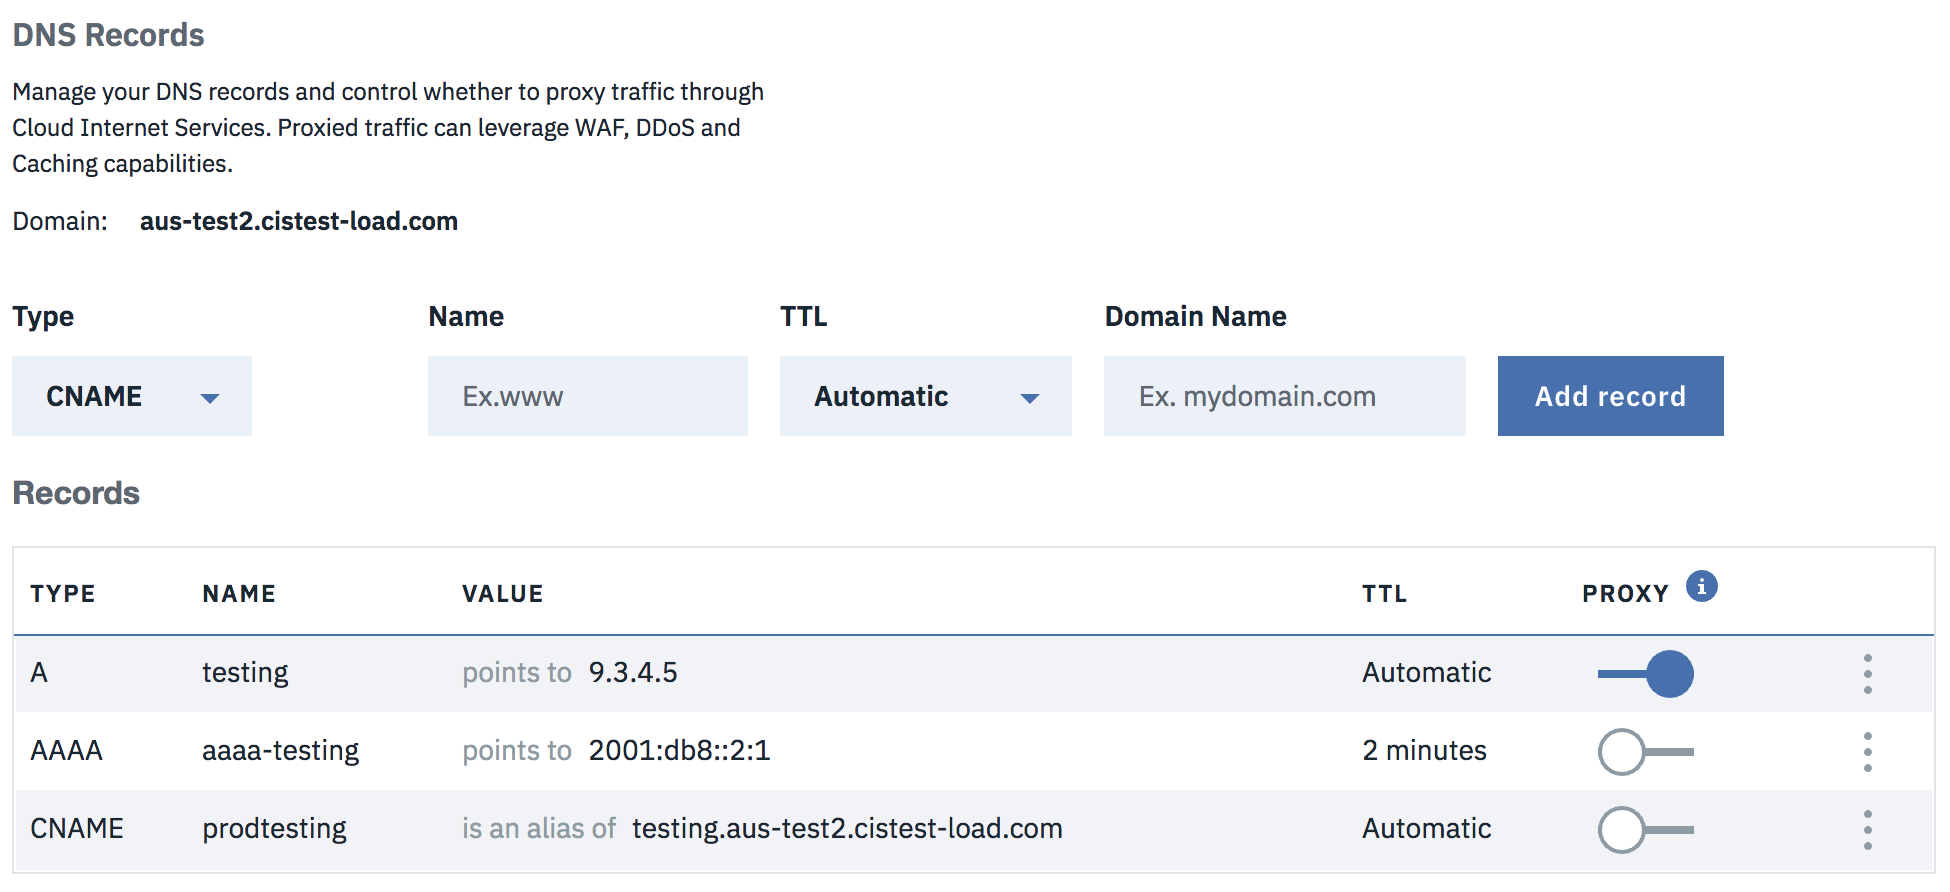 DNS Records
Manage your DNS records and control whether to proxy traffic through
Cloud Internet Services. Proxied traffic can leverage WAF, DDoS and
Caching capabilities.
Domain: aus-test2.cistest-load.com
Type Name TTL Domain Name
CNAME Ex.www Automatic Ex. mydomain.com Add record
Records
TYPE NAME VALUE TTL PROXY i
A testing points to 9.3.4.5 Automatic
AAAA aaaa-testing points to 2001:db8::2:1 2 minutes
CNAME prodtesting is an alias of testing.aus-test2.cistest-load.com Automatic